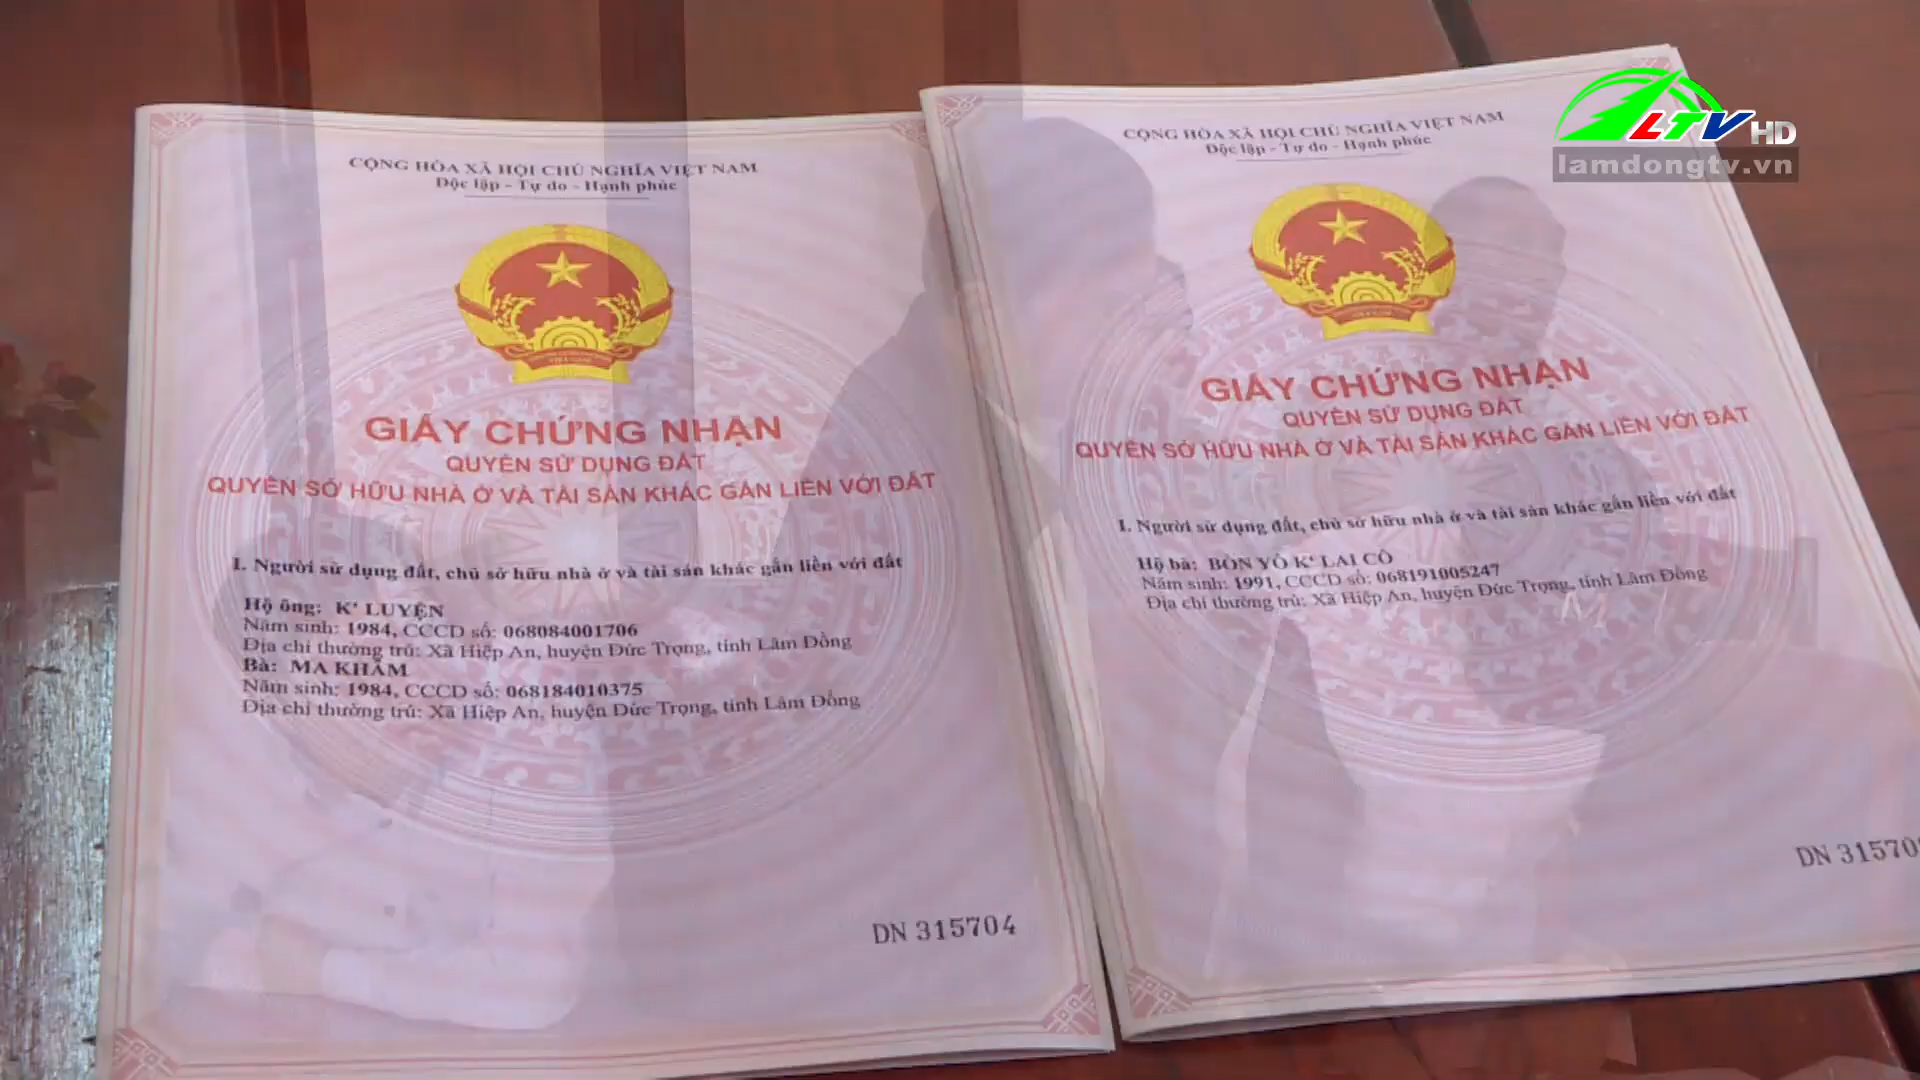 CỘNG HÒA XÃ HỘI CHỦ NGHĨA VIỆT NAM
Độc lập - Tự do - Hạnh phúc
GIẤY CHỨNG NHẬN
QUYỀN SỬ DỤNG ĐẤT
QUYỀN SỞ HỮU NHÀ Ở VÀ TÀI SẢN KHÁC GẮN LIỀN VỚI ĐẤT
I. Người sử dụng đất, chủ sở hữu nhà ở và tài sản khác gắn liền với đất
Hộ ông: K' LUYỆN
Năm sinh: 1984, CCCD số: 068084001706
Địa chỉ thường trú: Xã Hiệp An, huyện Đức Trọng, tỉnh Lâm Đồng
Bà: MA KHĂM
Năm sinh: 1984, CCCD số: 068184010375
Địa chỉ thường trú: Xã Hiệp An, huyện Đức Trọng, tỉnh Lâm Đồng
DN 315704
CỘNG HÒA XÃ HỘI CHỦ NGHĨA VIỆT NAM
Độc lập - Tự do - Hạnh phúc
GIẤY CHỨNG NHẬN
QUYỀN SỬ DỤNG ĐẤT
QUYỀN SỞ HỮU NHÀ Ở VÀ TÀI SẢN KHÁC GẮN LIỀN VỚI ĐẤT
I. Người sử dụng đất, chủ sở hữu nhà ở và tài sản khác gắn liền với đất
Hộ bà: BÒN YÔ K' LAI CÔ
Năm sinh: 1991, CCCD số: 068191005247
Địa chỉ thường trú: Xã Hiệp An, huyện Đức Trọng, tỉnh Lâm Đồng
DN 31570
LTV HD
lamdongtv.vn